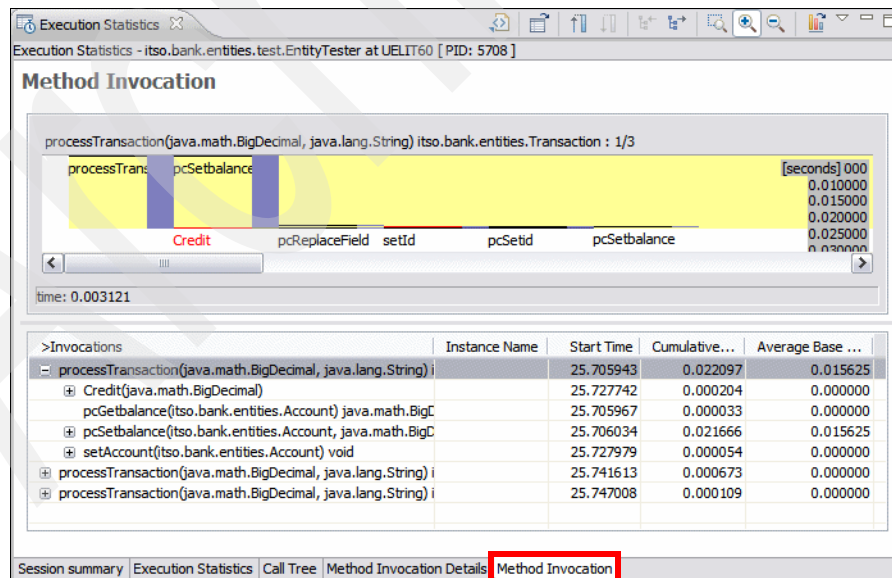 Execution Statistics
Execution Statistics - itso.bank.entities.test.EntityTester at UELIT60 [ PID: 5708 ]
Method Invocation
processTransaction(java.math.BigDecimal, java.lang.String) itso.bank.entities.Transaction : 1/3
processTrans pcSetbalance [seconds] 000
0.010000
0.015000
0.020000
0.025000
Credit pcReplaceField setId pcSetid pcSetbalance
0.030000
time: 0.003121
>Invocations Instance Name Start Time Cumulative... Average Base ...
processTransaction(java.math.BigDecimal, java.lang.String) i 25.705943 0.022097 0.015625
Credit(java.math.BigDecimal) 25.727742 0.000204 0.000000
pcGetbalance(itso.bank.entities.Account) java.math.BigD 25.705967 0.000033 0.000000
pcSetbalance(itso.bank.entities.Account, java.math.BigD 25.706034 0.021666 0.015625
setAccount(itso.bank.entities.Account) void 25.727979 0.000054 0.000000
processTransaction(java.math.BigDecimal, java.lang.String) i 25.741613 0.000673 0.000000
processTransaction(java.math.BigDecimal, java.lang.String) i 25.747008 0.000109 0.000000
Session summary Execution Statistics Call Tree Method Invocation Details Method Invocation